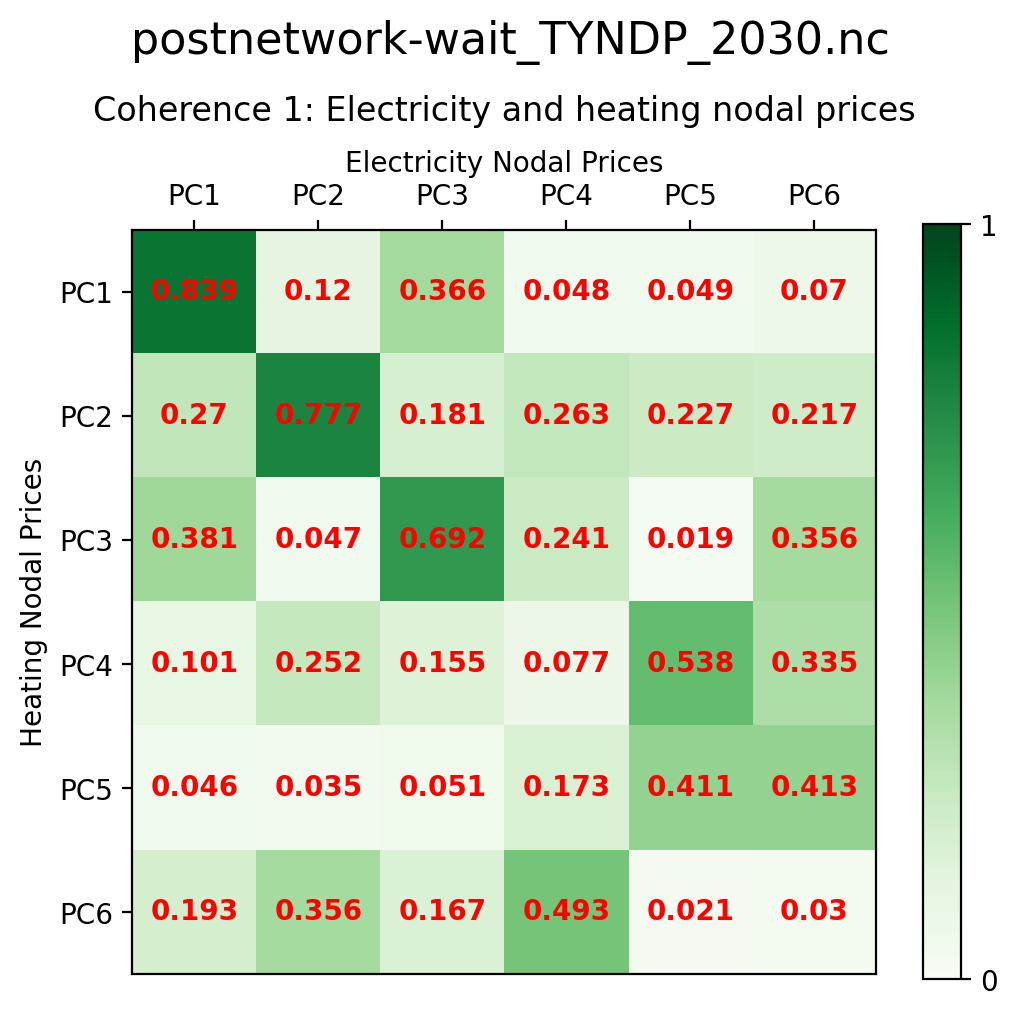 postnetwork-wait_TYNDP_2030.nc
Coherence 1: Electricity and heating nodal prices
Electricity Nodal Prices
PC1 PC2 PC3 PC4 PC5 PC6
1
PC1 0.839 0.12 0.366 0.048 0.049 0.07
PC2 0.27 0.777 0.181 0.263 0.227 0.217
PC3 0.381 0.047 0.692 0.241 0.019 0.356
Heating Nodal Prices
PC4 0.101 0.252 0.155 0.077 0.538 0.335
PC5 0.046 0.035 0.051 0.173 0.411 0.413
PC6 0.193 0.356 0.167 0.493 0.021 0.03
0